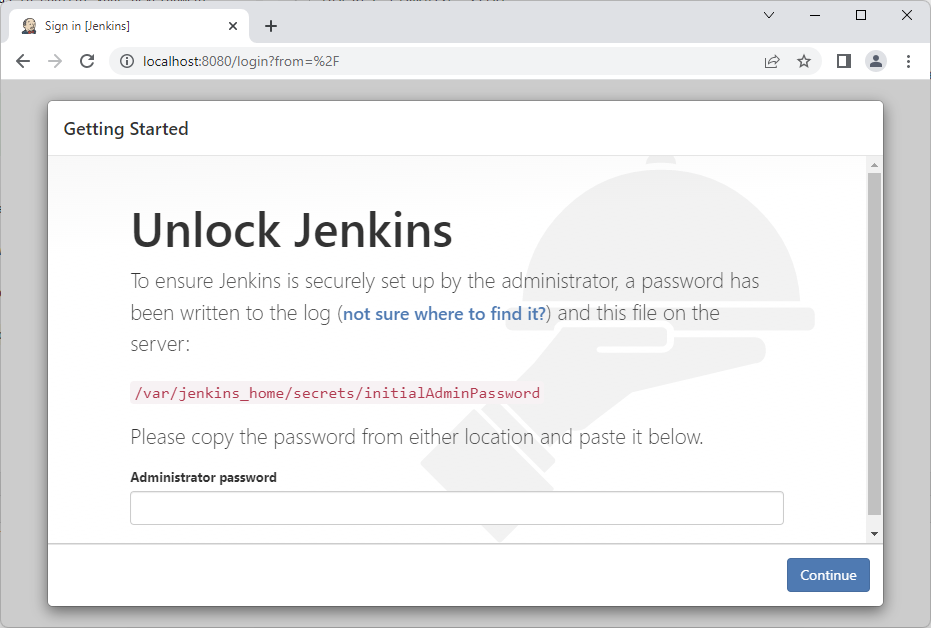 Sign in [Jenkins]
localhost:8080/login?from=%2F
Getting Started
Unlock Jenkins
To ensure Jenkins is securely set up by the administrator, a password has
been written to the log (not sure where to find it?) and this file on the
server:
/var/jenkins_home/secrets/initialAdminPassword
Please copy the password from either location and paste it below.
Administrator password
Continue